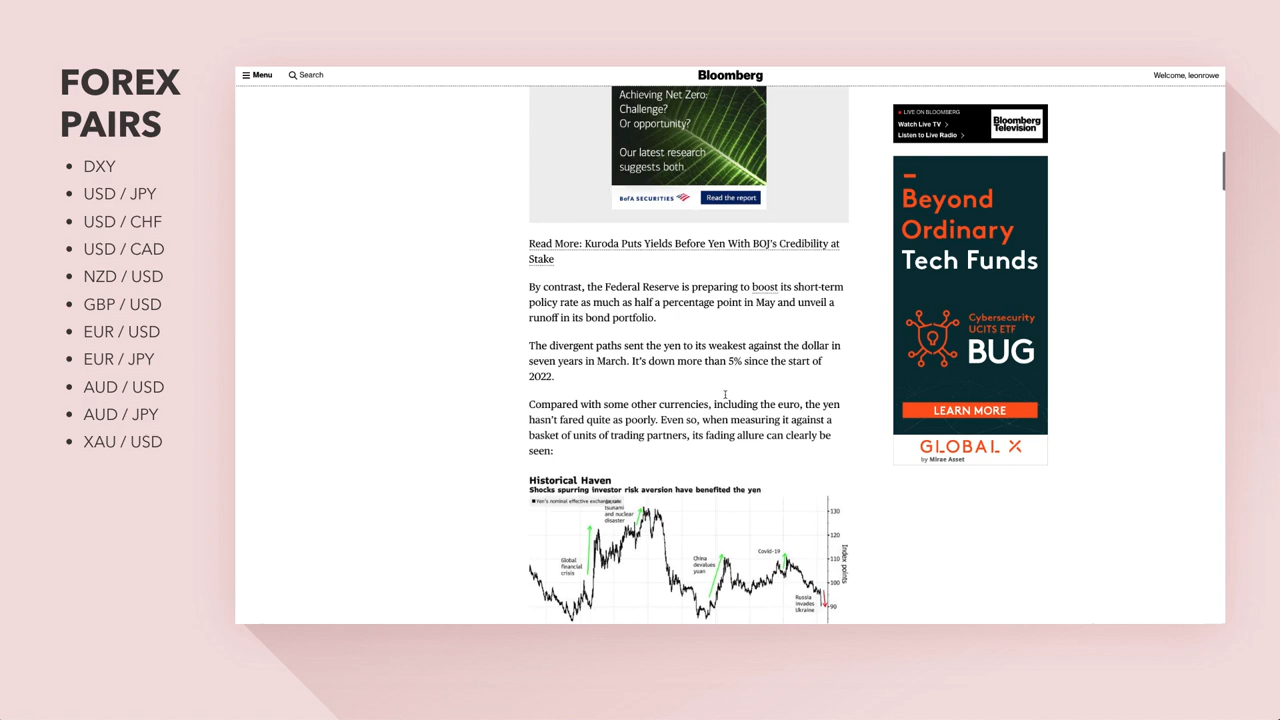 FOREX
PAIRS
• DXY
• USD / JPY
• USD / CHF
• USD / CAD
• NZD / USD
• GBP / USD
• EUR / USD
• EUR / JPY
• AUD / USD
• AUD / JPY
• XAU / USD
Menu
Search
Bloomberg
Welcome, leonrowe
Achieving Net Zero:
Challenge?
Or opportunity?
Our latest research
suggests both.
BofA SECURITIES
Read the report
Read More: Kuroda Puts Yields Before Yen With BOJ's Credibility at
Stake
By contrast, the Federal Reserve is preparing to boost its short-term
policy rate as much as half a percentage point in May and unveil a
runoff in its bond portfolio.
The divergent paths sent the yen to its weakest against the dollar in
seven years in March. It's down more than 5% since the start of
2022.
Compared with some other currencies, including the euro, the yen
hasn't fared quite as poorly. Even so, when measuring it against a
basket of units of trading partners, its fading allure can clearly be
seen:
Historical Haven
Shocks spurring investor risk aversion have benefited the yen
Yen's nominal effective exchange rate
tsunami
and nuclear
disaster
Global
financial
crisis
China
devalues
yuan
Covid-19
Russia
invades
Ukraine
130
120
110
100
90
Index points
LIVE ON BLOOMBERG
Watch Live TV >
Listen to Live Radio >
Bloomberg
Television
Beyond
Ordinary
Tech Funds
Cybersecurity
UCITS ETF
BUG
LEARN MORE
GLOBAL X
by Mirae Asset